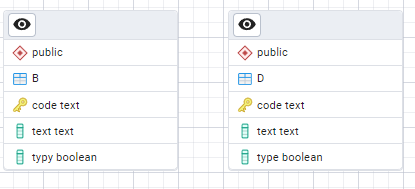 public
B
code text
text text
typy boolean
public
D
code text
text text
type boolean